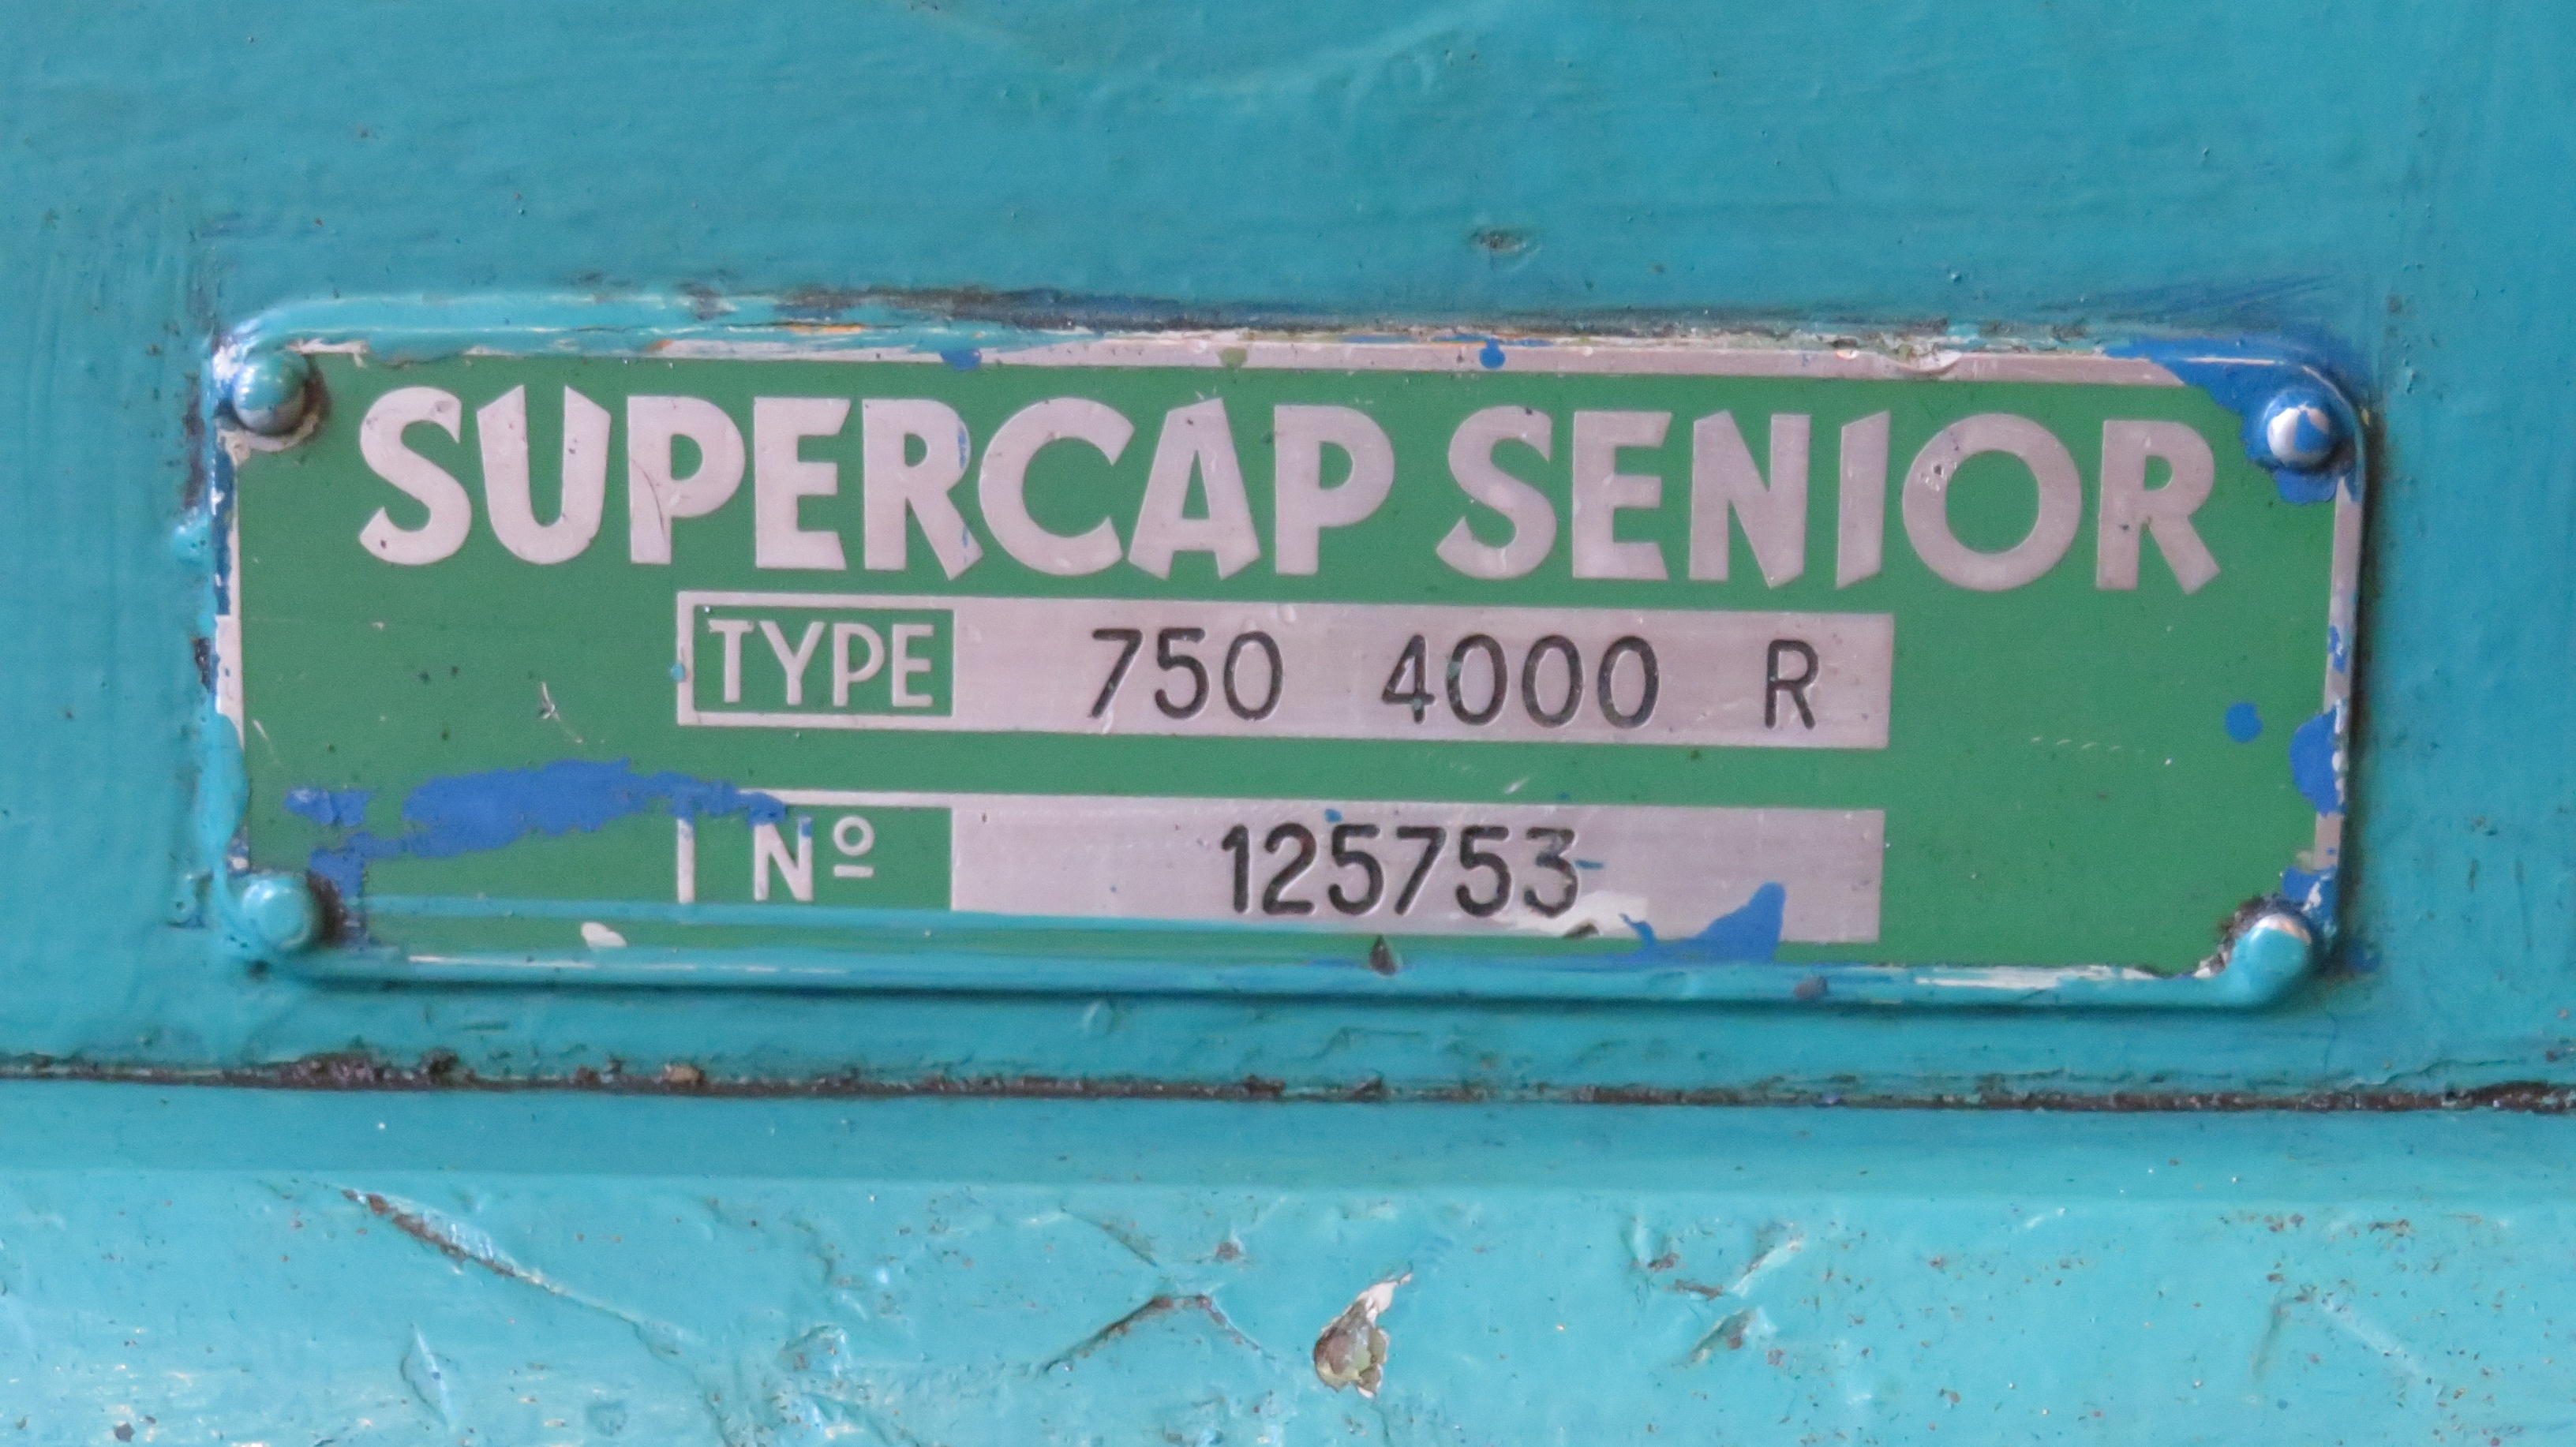 SUPERCAP SENIOR
TYPE 750 4000 R
Nº 125753